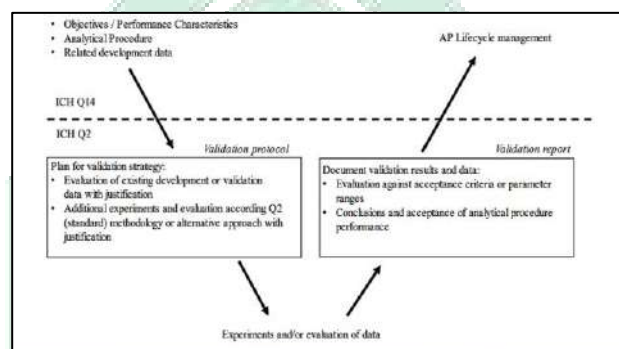 • Objectives / Performance Characteristics
• Analytical Procedure
• Related development data
AP Lifecycle management
ICH Q14
ICH Q2
Validation protocol
Plan for validation strategy:
• Evaluation of existing development or validation
data with justification
• Additional experiments and evaluation according Q2
(standard) methodology or alternative approach with
justification
Validation report
Document validation results and data:
• Evaluation against acceptance criteria or parameter
ranges
• Conclusions and acceptance of analytical procedure
performance
Experiments and/or evaluation of data